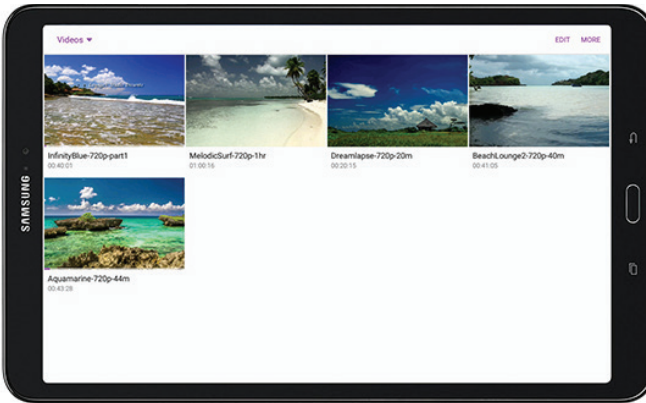 Videos
EDIT MORE
InfinityBlue-720p-part1
00:40:01
MelodicSurf-720p-1hr
01:00:16
Dreamlapse-720p-20m
00:20:15
BeachLounge2-720p-40m
00:41:05
Aquamarine-720p-44m
00:43:28
SAMSUNG